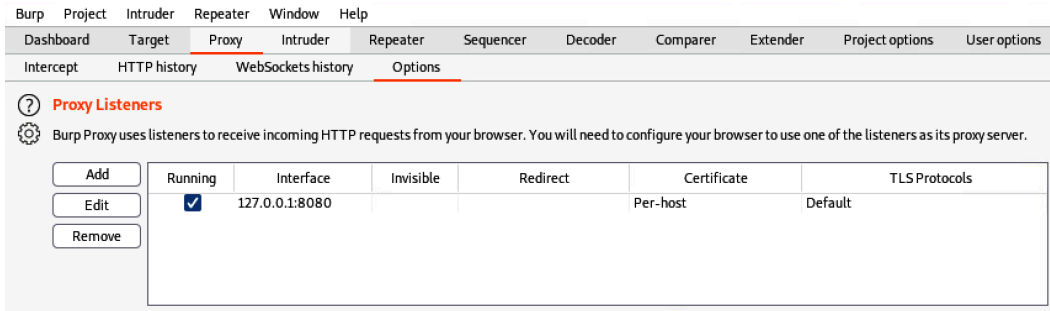 Burp Project Intruder Repeater Window Help
Dashboard Target Proxy Intruder Repeater Sequencer Decoder Comparer Extender Project options User options
Intercept HTTP history WebSockets history Options
? Proxy Listeners
Burp Proxy uses listeners to receive incoming HTTP requests from your browser. You will need to configure your browser to use one of the listeners as its proxy server.
Add Running Interface Invisible Redirect Certificate TLS Protocols
Edit 127.0.0.1:8080 Per-host Default
Remove